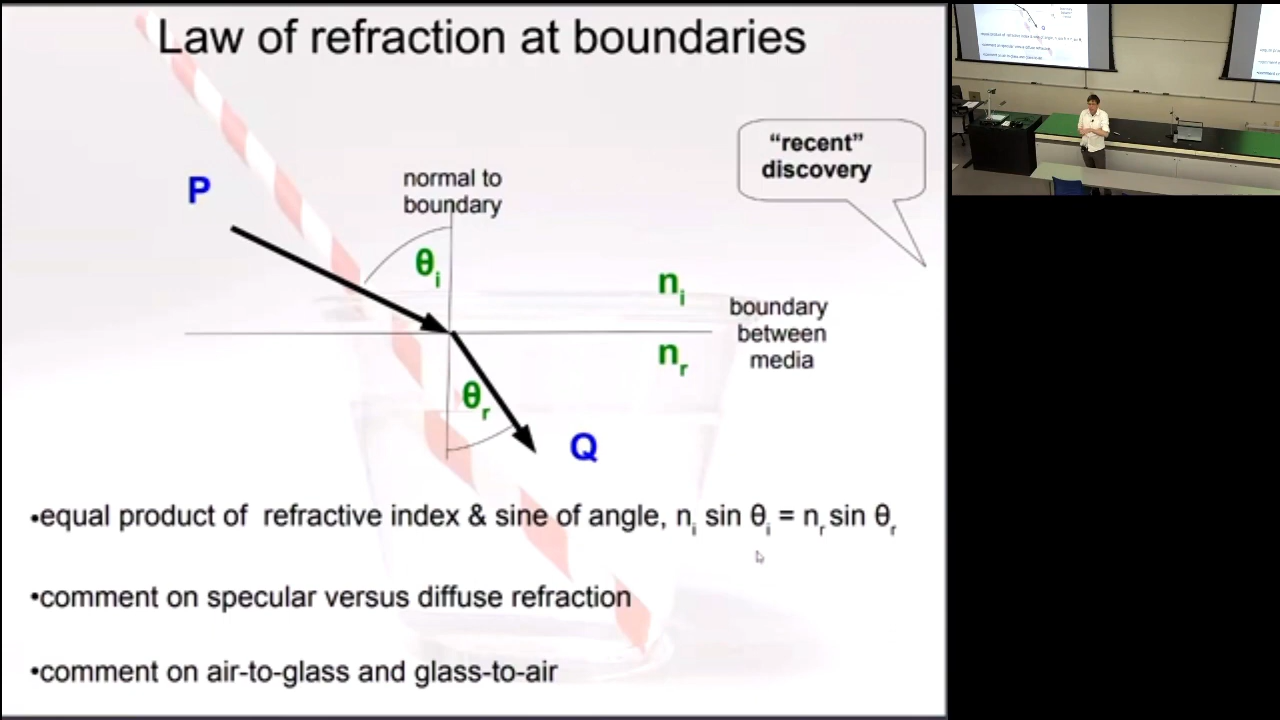 Law of refraction at boundaries
"recent"
discovery
P
normal to
boundary
θi
ni
boundary
between
media
nr
θr
Q
•equal product of refractive index & sine of angle, ni sin θi = nr sin θr
•comment on specular versus diffuse refraction
•comment on air-to-glass and glass-to-air